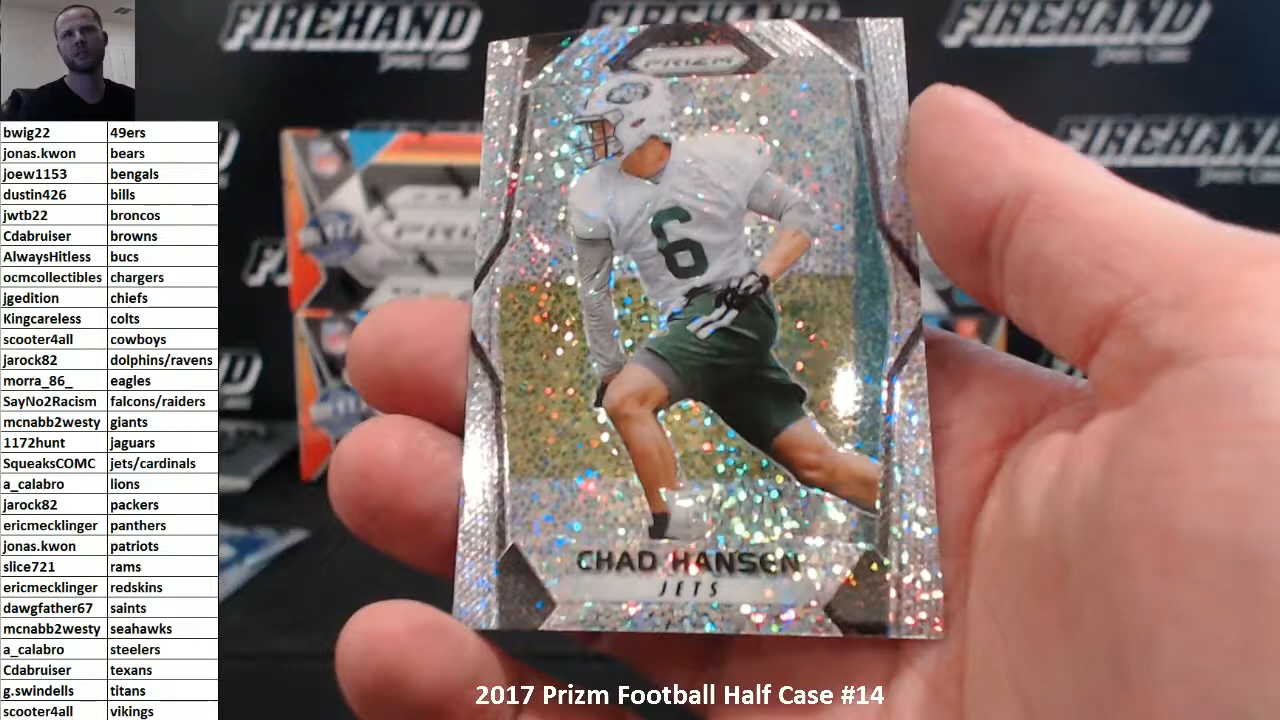 FIREHAND
FIREHAND
FIREHAND
bwig22 49ers
jonas.kwon bears
joew1153 bengals
dustin426 bills
jwtb22 broncos
Cdabruiser browns
AlwaysHitless bucs
ocmcollectibles chargers
jgedition chiefs
Kingcareless colts
scooter4all cowboys
jarock82 dolphins/ravens
morra_86_ eagles
SayNo2Racism falcons/raiders
mcnabb2westy giants
1172hunt jaguars
SqueaksCOMC jets/cardinals
a_calabro lions
jarock82 packers
ericmecklinger panthers
jonas.kwon patriots
slice721 rams
ericmecklinger redskins
dawgfather67 saints
mcnabb2westy seahawks
a_calabro steelers
Cdabruiser texans
g.swindells titans
scooter4all vikings
PRIZM
6
CHAD HANSEN
JETS
2017 Prizm Football Half Case #14